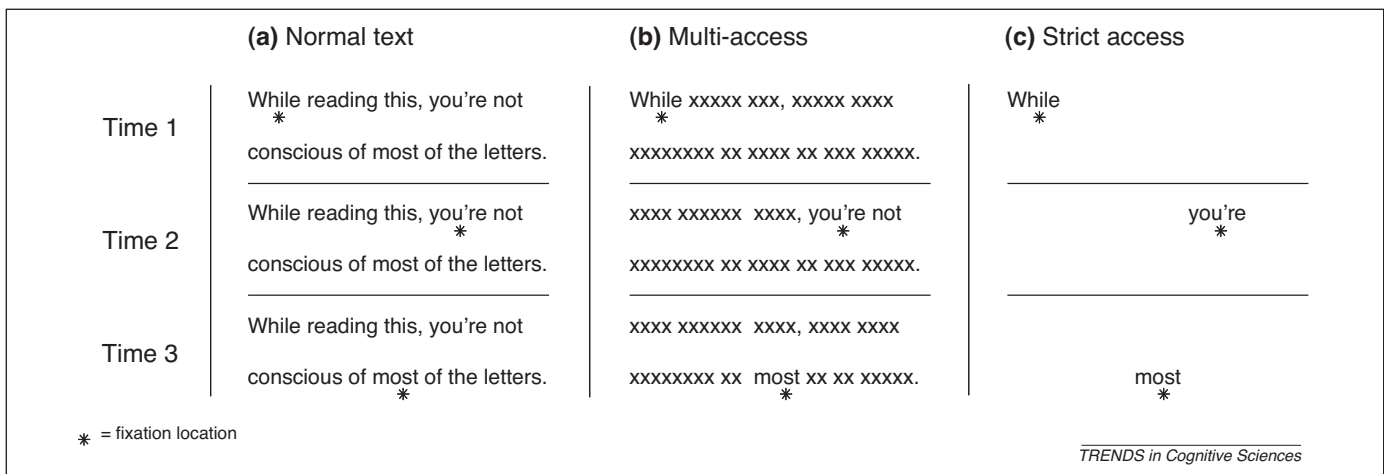 (a) Normal text (b) Multi-access (c) Strict access
Time 1
While reading this, you're not
*
conscious of most of the letters.
While xxxxx xxx, xxxxx xxxx
*
xxxxxxxx xx xxxx xx xxx xxxxx.
While
*
Time 2
While reading this, you're not
*
conscious of most of the letters.
xxxx xxxxxx xxxx, you're not
*
xxxxxxxx xx xxxx xx xxx xxxxx.
you're
*
Time 3
While reading this, you're not
conscious of most of the letters.
*
xxxx xxxxxx xxxx, xxxx xxxx
xxxxxxxx xx most xx xx xxxxx.
*
most
*
* = fixation location
TRENDS in Cognitive Sciences